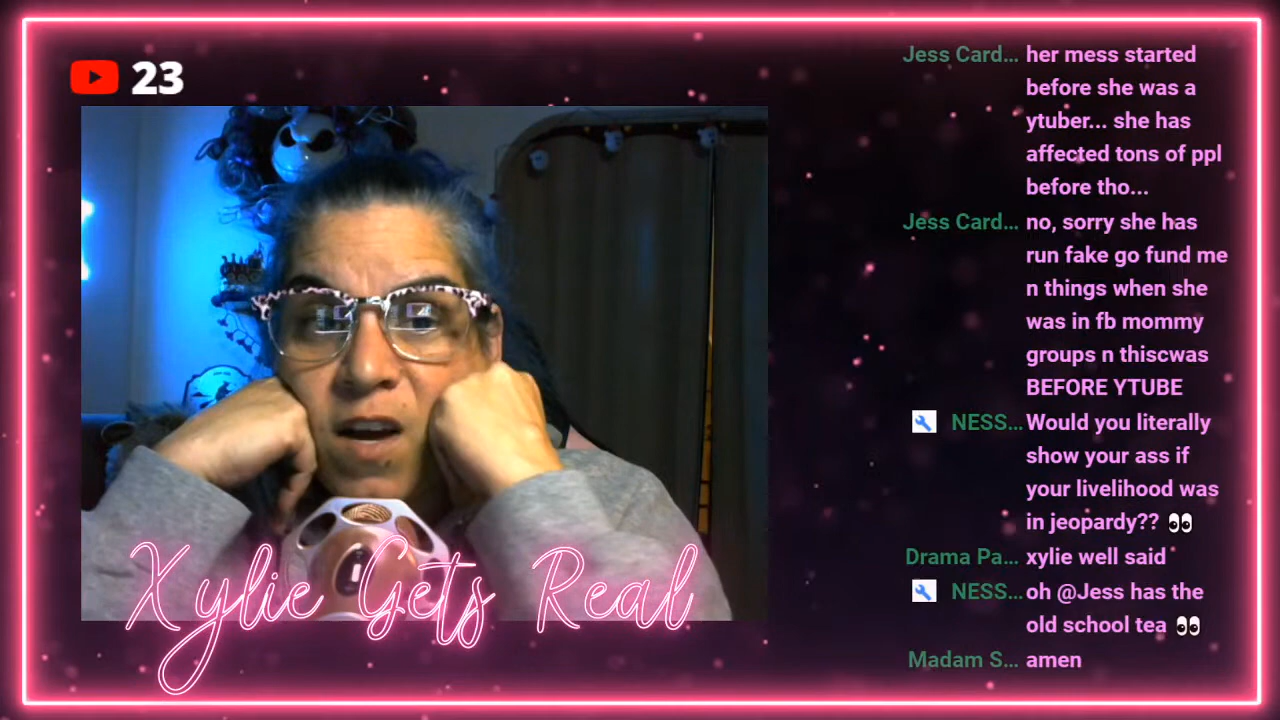 23
Xylie Gets Real
Jess Card... her mess started
before she was a
ytuber... she has
affected tons of ppl
before tho...
Jess Card... no, sorry she has
run fake go fund me
n things when she
was in fb mommy
groups n thiscwas
BEFORE YTUBE
NESS... Would you literally
show your ass if
your livelihood was
in jeopardy?? 👀
Drama Pa... xylie well said
NESS... oh @Jess has the
old school tea 👀
Madam S... amen